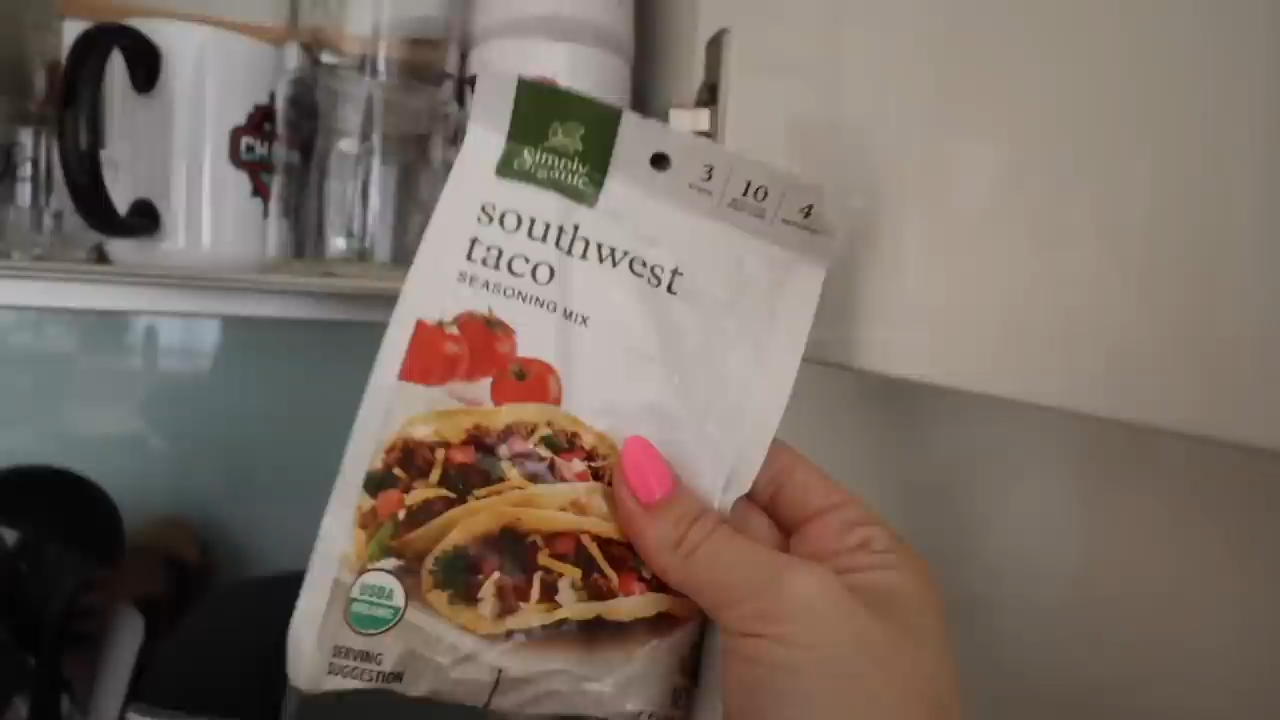 simply
organic
3
10
4
southwest
taco
SEASONING MIX
USDA
ORGANIC
SERVING
SUGGESTION